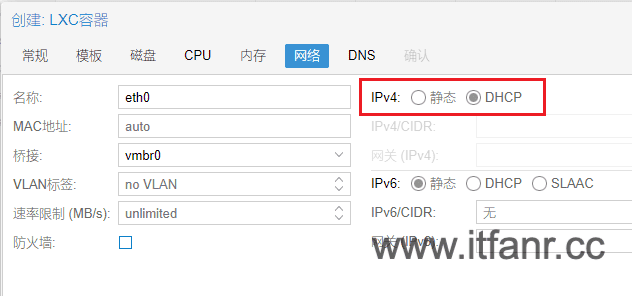 创建: LXC容器
常规 模板 磁盘 CPU 内存 网络 DNS 确认
名称: eth0
MAC地址: auto
桥接: vmbr0
VLAN标签: no VLAN
速率限制 (MB/s): unlimited
防火墙:
IPv4: 静态 DHCP
IPv4/CIDR:
网关 (IPv4):
IPv6: 静态 DHCP SLAAC
IPv6/CIDR: 无
网关 (IPv6):
www.itfanr.cc